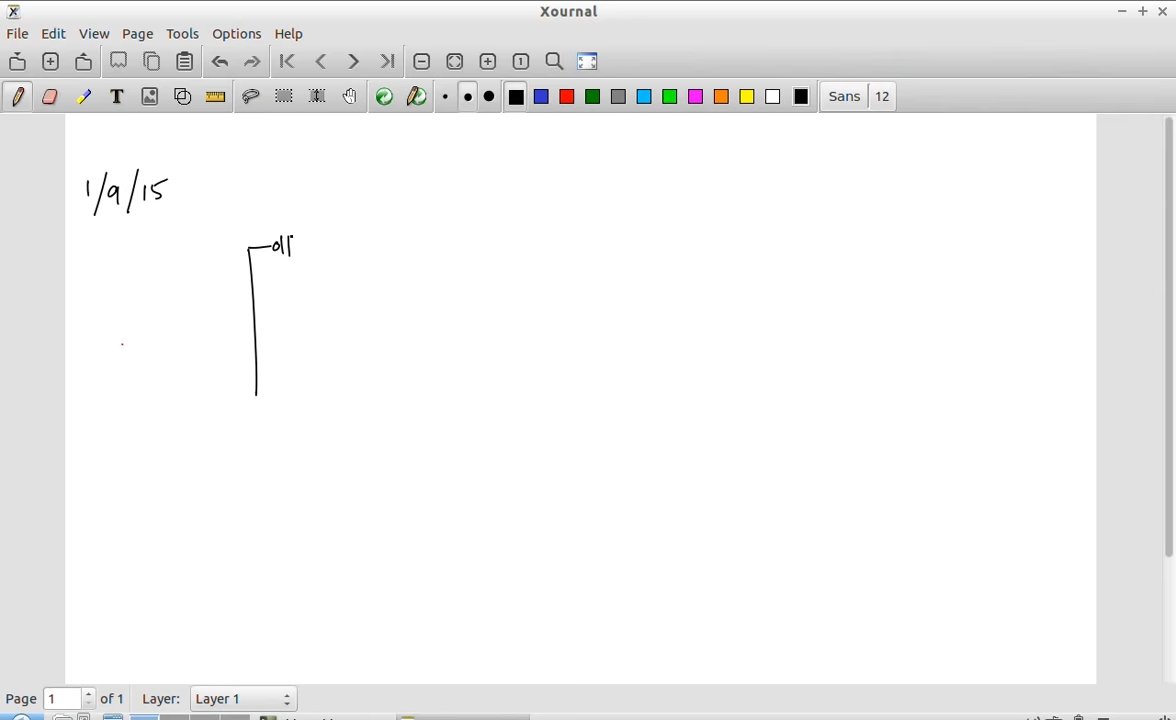 Xournal
File Edit View Page Tools Options Help
Sans 12
1/9/15
Page 1 of 1 Layer: Layer 1